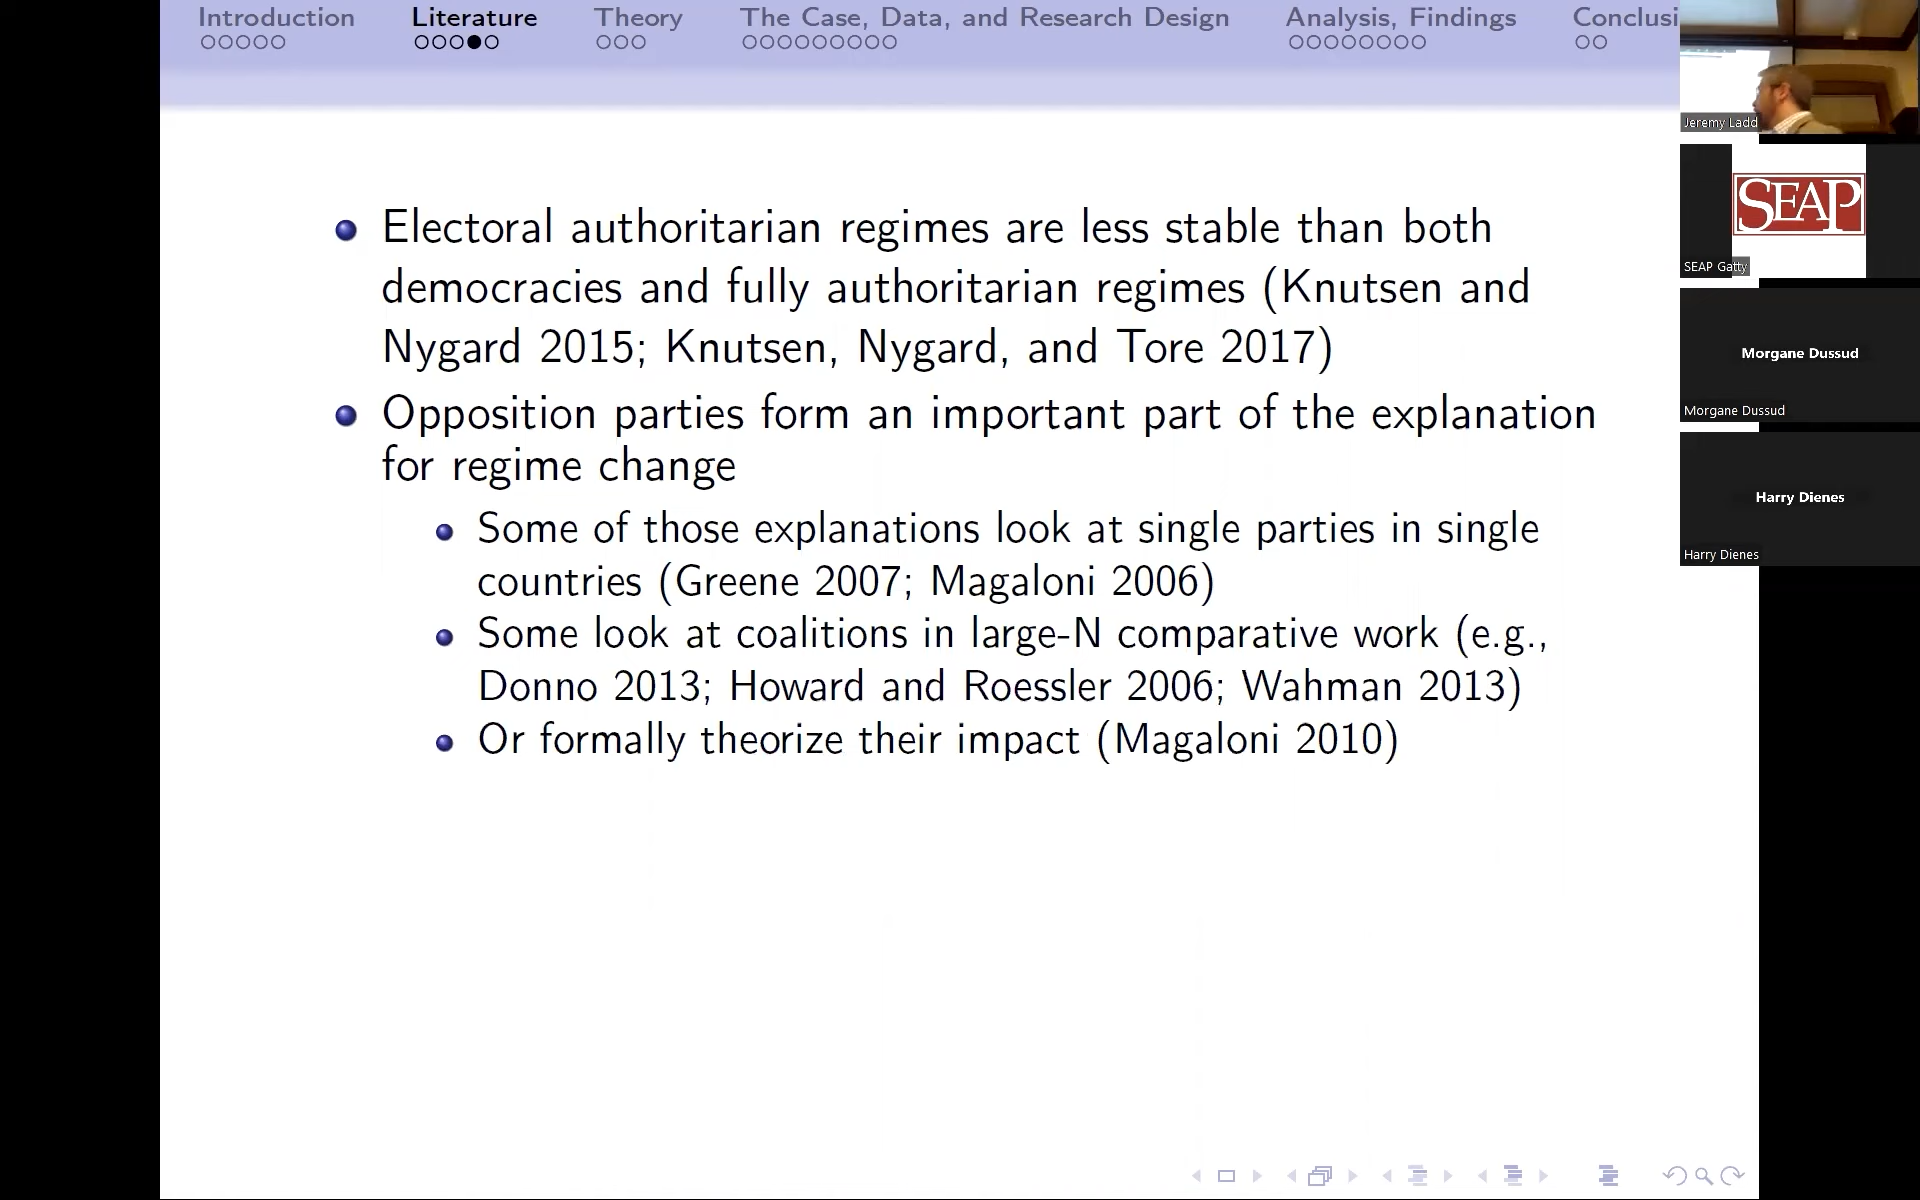 Introduction
Literature
Theory
The Case, Data, and Research Design
Analysis, Findings
Conclusi
Electoral authoritarian regimes are less stable than both
democracies and fully authoritarian regimes (Knutsen and
Nygard 2015; Knutsen, Nygard, and Tore 2017)
Opposition parties form an important part of the explanation
for regime change
Some of those explanations look at single parties in single
countries (Greene 2007; Magaloni 2006)
Some look at coalitions in large-N comparative work (e.g.,
Donno 2013; Howard and Roessler 2006; Wahman 2013)
Or formally theorize their impact (Magaloni 2010)
Jeremy Ladd
SEAP
SEAP Gatty
Morgane Dussud
Morgane Dussud
Harry Dienes
Harry Dienes